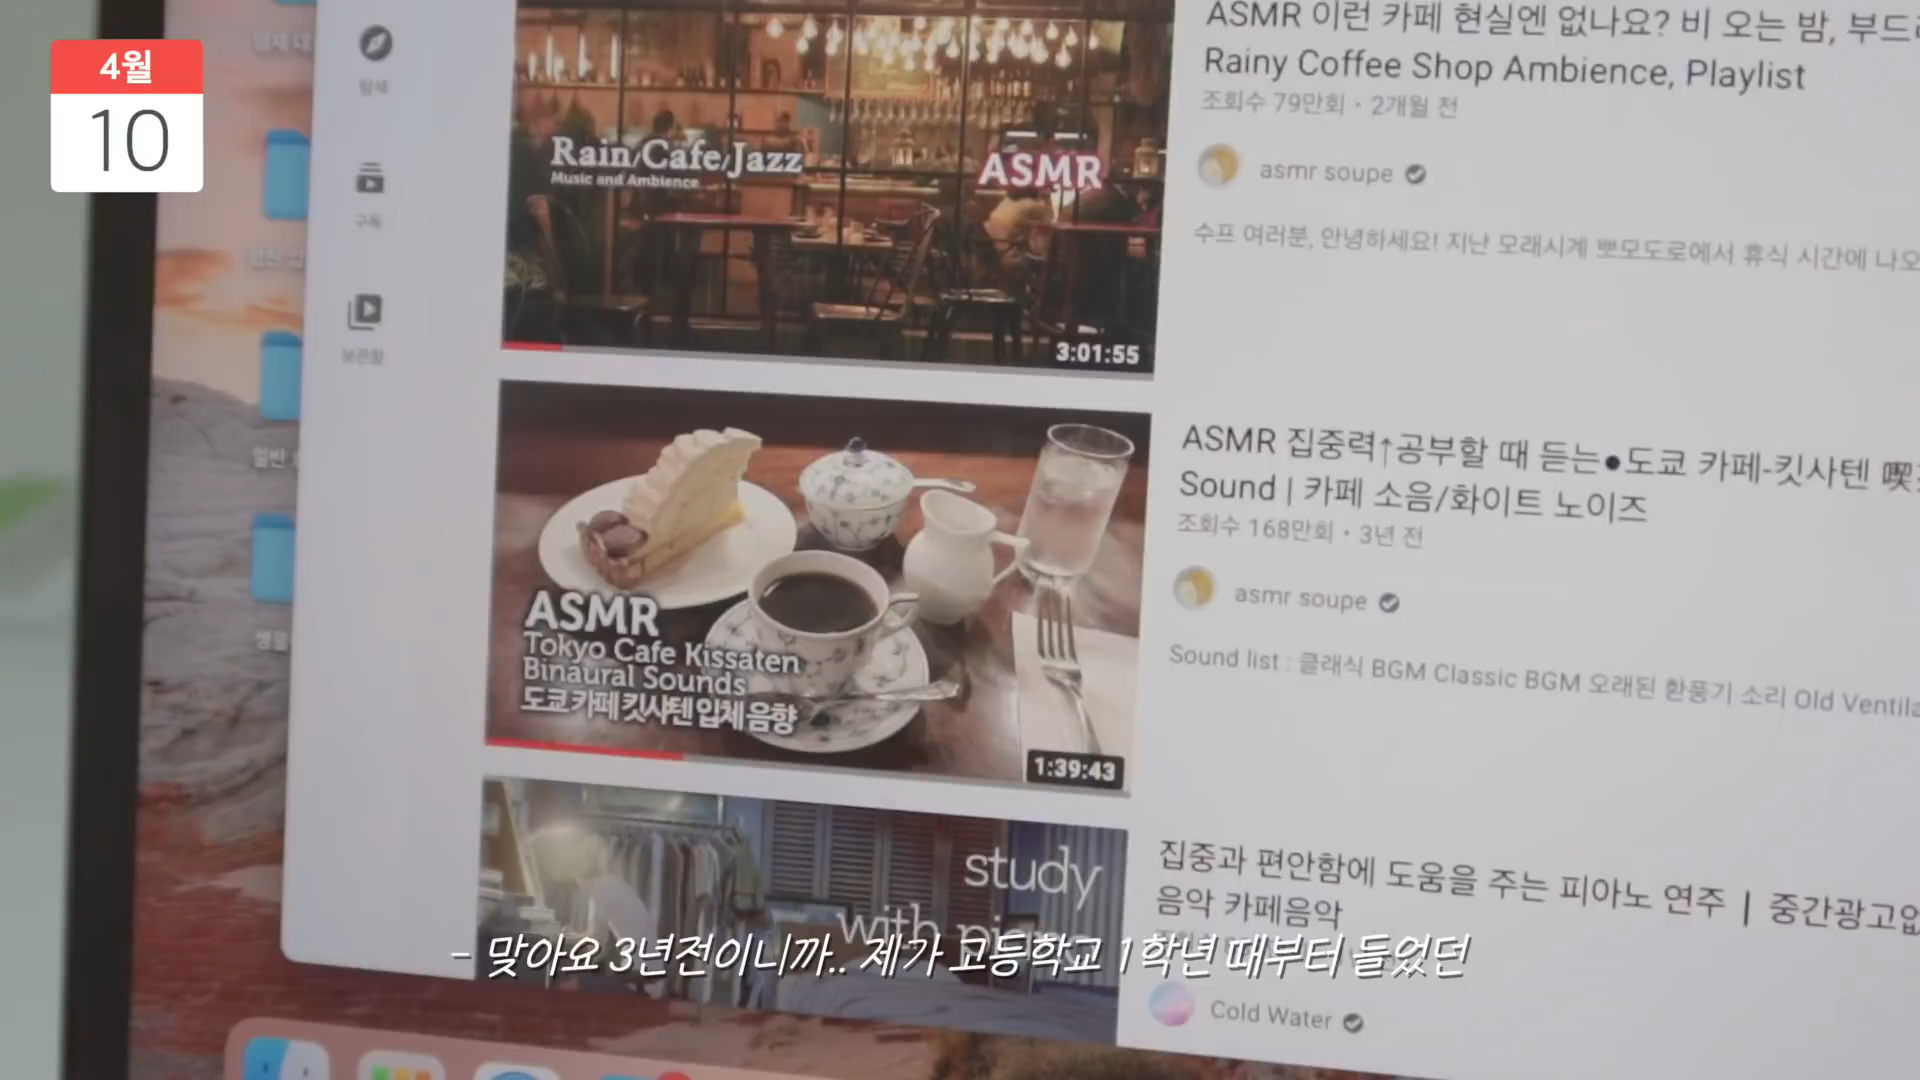 4월
10
탐색
구독
보관함
Rain/Cafe/Jazz
Music and Ambience
ASMR
3:01:55
ASMR 이런 카페 현실엔 없나요? 비 오는 밤,
Rainy Coffee Shop Ambience, Playlist
조회수 79만회 • 2개월 전
asmr soupe
수프 여러분, 안녕하세요! 지난 모래시계 뽀모도로에서 휴식 시간에
ASMR
Tokyo Cafe Kissaten
Binaural Sounds
도쿄 카페 킷사텐 입체 음향
1:39:43
ASMR 집중력↑공부할 때 듣는●도쿄 카페-킷사텐 喫
Sound | 카페 소음/화이트 노이즈
조회수 168만회 • 3년 전
asmr soupe
Sound list : 클래식 BGM Classic BGM 오래된 환풍기 소리 Old
study
with
집중과 편안함에 도움을 주는 피아노 연주 | 중간광고없
음악 카페음악
- 맞아요 3년전이니까.. 제가 고등학교 1학년 때부터 들었던
Cold Water